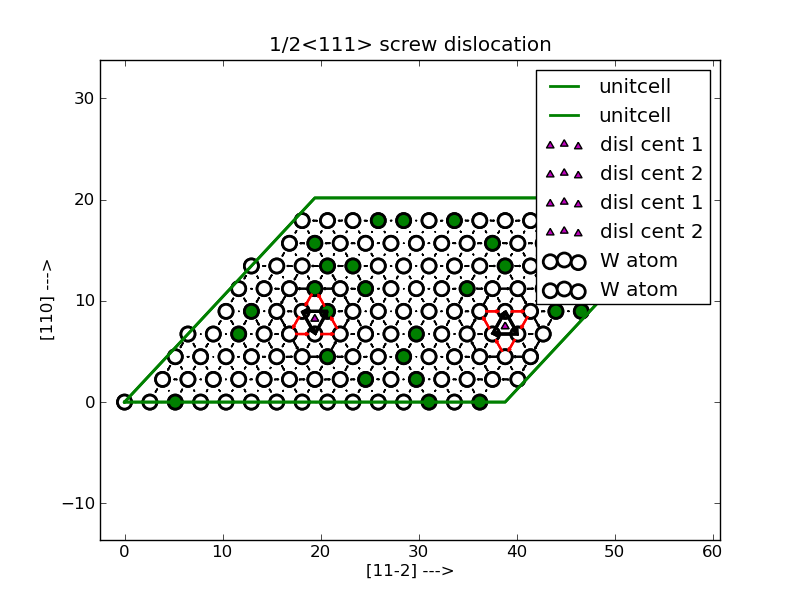 1/2<111> screw dislocation
unitcell
unitcell
disl cent 1
disl cent 2
disl cent 1
disl cent 2
W atom
W atom
30
20
10
0
−10
[110] --->
0 10 20 30 40 50 60
[11-2] --->